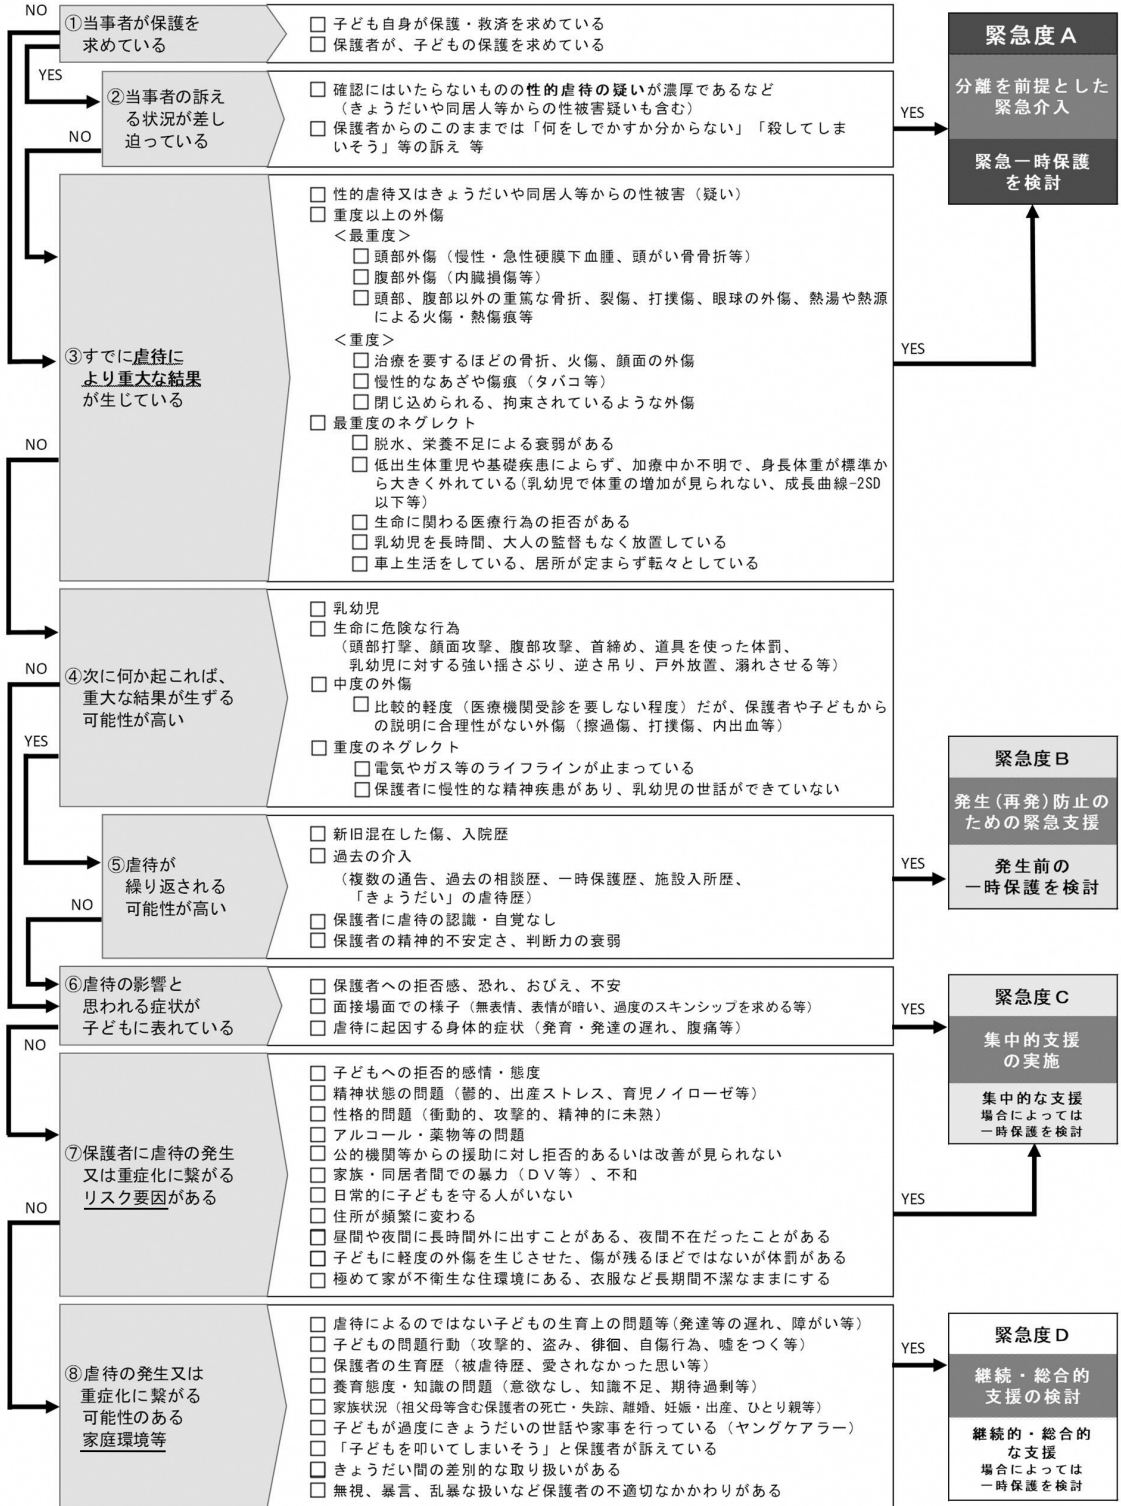 NO
①当事者が保護を
求めている
□ 子ども自身が保護・救済を求めている
□ 保護者が、子どもの保護を求めている
YES
②当事者の訴え
る状況が差し
迫っている
□ 確認にはいたらないものの性的虐待の疑いが濃厚であるなど
（きょうだいや同居人等からの性被害疑いも含む）
□ 保護者からのこのままでは「何をしでかすか分からない」「殺してしま
いそう」等の訴え 等
YES
緊急度Ａ
分離を前提とした
緊急介入
緊急一時保護
を検討
NO
③すでに虐待に
より重大な結果
が生じている
□ 性的虐待又はきょうだいや同居人等からの性被害（疑い）
□ 重度以上の外傷
＜最重度＞
□ 頭部外傷（慢性・急性硬膜下血腫、頭がい骨骨折等）
□ 腹部外傷（内臓損傷等）
□ 頭部、腹部以外の重篤な骨折、裂傷、打撲傷、眼球の外傷、熱湯や熱源
による火傷・熱傷痕等
＜重度＞
□ 治療を要するほどの骨折、火傷、顔面の外傷
□ 慢性的なあざや傷痕（タバコ等）
□ 閉じ込められる、拘束されているような外傷
□ 最重度のネグレクト
□ 脱水、栄養不足による衰弱がある
□ 低出生体重児や基礎疾患によらず、加療中か不明で、身長体重が標準か
ら大きく外れている(乳幼児で体重の増加が見られない、成長曲線-2SD
以下等)
□ 生命に関わる医療行為の拒否がある
□ 乳幼児を長時間、大人の監督もなく放置している
□ 車上生活をしている、居所が定まらず転々としている
YES
NO
④次に何か起これば、
重大な結果が生ずる
可能性が高い
□ 乳幼児
□ 生命に危険な行為
（頭部打撃、顔面攻撃、腹部攻撃、首締め、道具を使った体罰、
乳幼児に対する強い揺さぶり、逆さ吊り、戸外放置、溺れさせる等）
□ 中度の外傷
□ 比較的軽度（医療機関受診を要しない程度）だが、保護者や子どもから
の説明に合理性がない外傷（擦過傷、打撲傷、内出血等）
□ 重度のネグレクト
□ 電気やガス等のライフラインが止まっている
□ 保護者に慢性的な精神疾患があり、乳幼児の世話ができていない
NO
YES
⑤虐待が
繰り返される
可能性が高い
□ 新旧混在した傷、入院歴
□ 過去の介入
（複数の通告、過去の相談歴、一時保護歴、施設入所歴、
「きょうだい」の虐待歴）
□ 保護者に虐待の認識・自覚なし
□ 保護者の精神的不安定さ、判断力の衰弱
YES
緊急度Ｂ
発生(再発)防止の
ための緊急支援
発生前の
一時保護を検討
NO
⑥虐待の影響と
思われる症状が
子どもに表れている
□ 保護者への拒否感、恐れ、おびえ、不安
□ 面接場面での様子（無表情、表情が暗い、過度のスキンシップを求める等）
□ 虐待に起因する身体的症状（発育・発達の遅れ、腹痛等）
YES
緊急度Ｃ
集中的支援
の実施
集中的な支援
場合によっては
一時保護を検討
NO
⑦保護者に虐待の発生
又は重症化に繋がる
リスク要因がある
□ 子どもへの拒否的感情・態度
□ 精神状態の問題（鬱的、出産ストレス、育児ノイローゼ等）
□ 性格的問題（衝動的、攻撃的、精神的に未熟）
□ アルコール・薬物等の問題
□ 公的機関等からの援助に対し拒否的あるいは改善が見られない
□ 家族・同居者間での暴力（ＤＶ等）、不和
□ 日常的に子どもを守る人がいない
□ 住所が頻繁に変わる
□ 昼間や夜間に長時間外に出すことがある、夜間不在だったことがある
□ 子どもに軽度の外傷を生じさせた、傷が残るほどではないが体罰がある
□ 極めて家が不衛生な住環境にある、衣服など長期間不潔なままにする
YES
NO
⑧虐待の発生又は
重症化に繋がる
可能性のある
家庭環境等
□ 虐待によるのではない子どもの生育上の問題等(発達等の遅れ、障がい等)
□ 子どもの問題行動（攻撃的、盗み、徘徊、自傷行為、嘘をつく等）
□ 保護者の生育歴（被虐待歴、愛されなかった思い等）
□ 養育態度・知識の問題（意欲なし、知識不足、期待過剰等）
□ 家族状況（祖父母等含む保護者の死亡・失踪、離婚、妊娠・出産、ひとり親等）
□ 子どもが過度にきょうだいの世話や家事を行っている（ヤングケアラー）
□ 「子どもを叩いてしまいそう」と保護者が訴えている
□ きょうだい間の差別的な取り扱いがある
□ 無視、暴言、乱暴な扱いなど保護者の不適切なかかわりがある
YES
緊急度Ｄ
継続・総合的
支援の検討
継続的・総合的
な支援
場合によっては
一時保護を検討